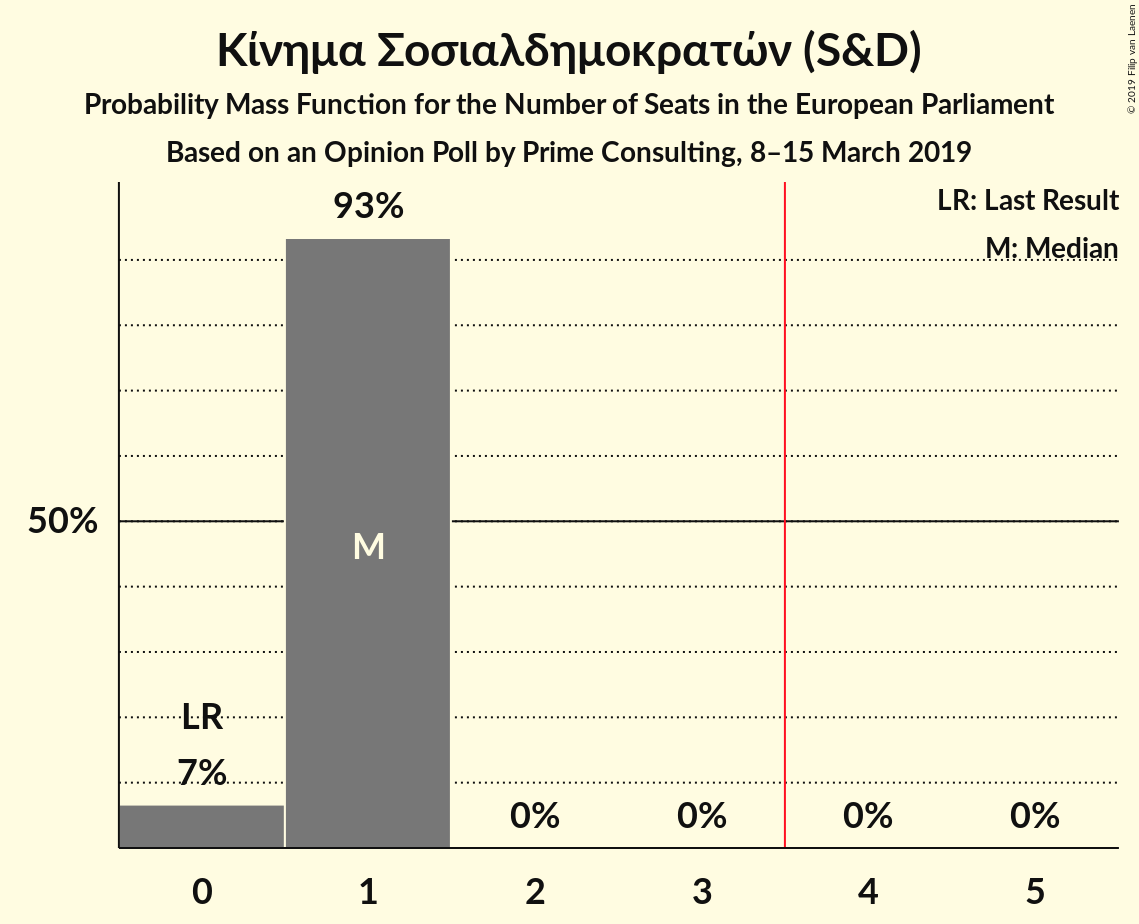 Κίνημα Σοσιαλδημοκρατών (S&D)
Probability Mass Function for the Number of Seats in the European Parliament
Based on an Opinion Poll by Prime Consulting, 8–15 March 2019
© 2019 Filip van Laenen
LR: Last Result
M: Median
93%
50%
M
LR
7%
0%
0%
0%
0%
0
1
2
3
4
5